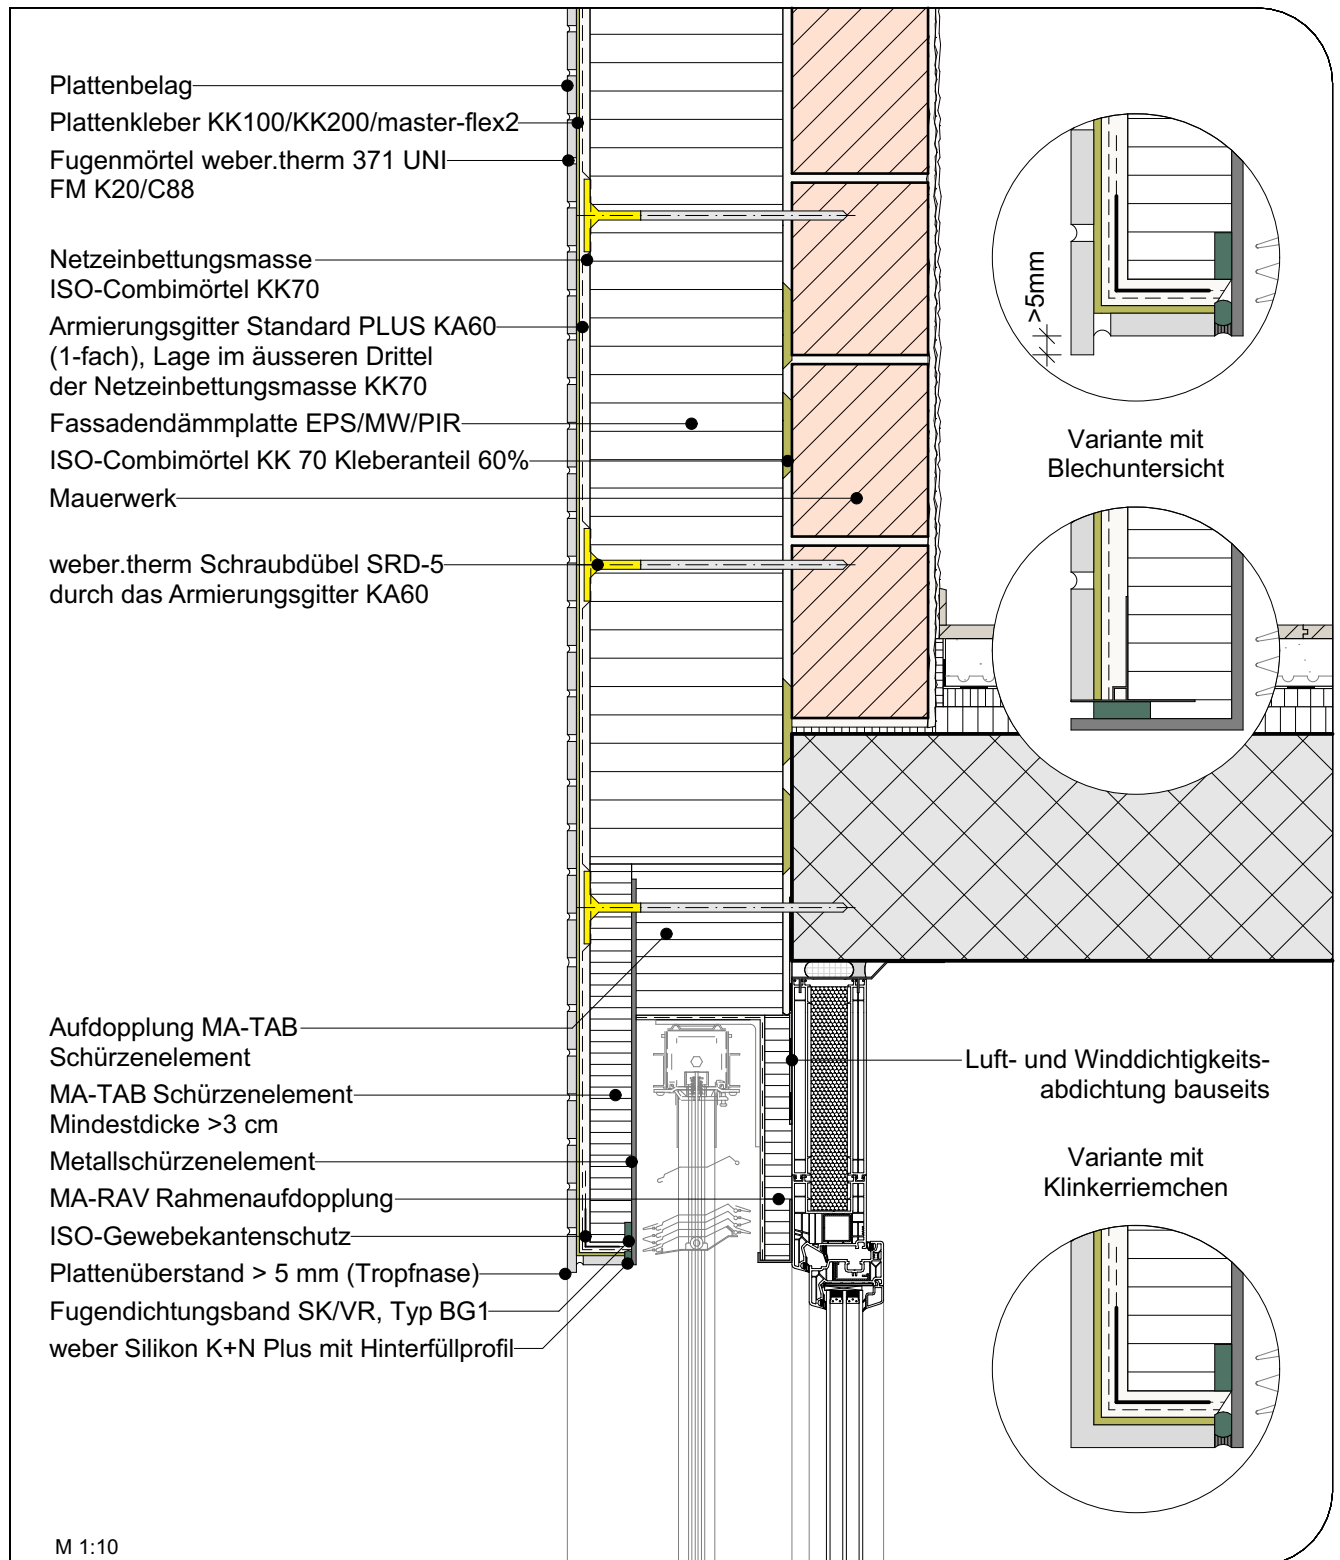 Plattenbelag
Plattenkleber KK100/KK200/master-flex2
Fugenmörtel weber.therm 371 UNI
FM K20/C88
Netzeinbettungsmasse
ISO-Combimörtel KK70
Armierungsgitter Standard PLUS KA60
(1-fach), Lage im äusseren Drittel
der Netzeinbettungsmasse KK70
Fassadendämmplatte EPS/MW/PIR
ISO-Combimörtel KK 70 Kleberanteil 60%
Mauerwerk
weber.therm Schraubdübel SRD-5
durch das Armierungsgitter KA60
Aufdopplung MA-TAB
Schürzenelement
MA-TAB Schürzenelement
Mindestdicke >3 cm
Metallschürzenelement
MA-RAV Rahmenaufdopplung
ISO-Gewebekantenschutz
Plattenüberstand > 5 mm (Tropfnase)
Fugendichtungsband SK/VR, Typ BG1
weber Silikon K+N Plus mit Hinterfüllprofil
M 1:10
>5mm
Variante mit
Blechuntersicht
Luft- und Winddichtigkeits-
abdichtung bauseits
Variante mit
Klinkerriemchen